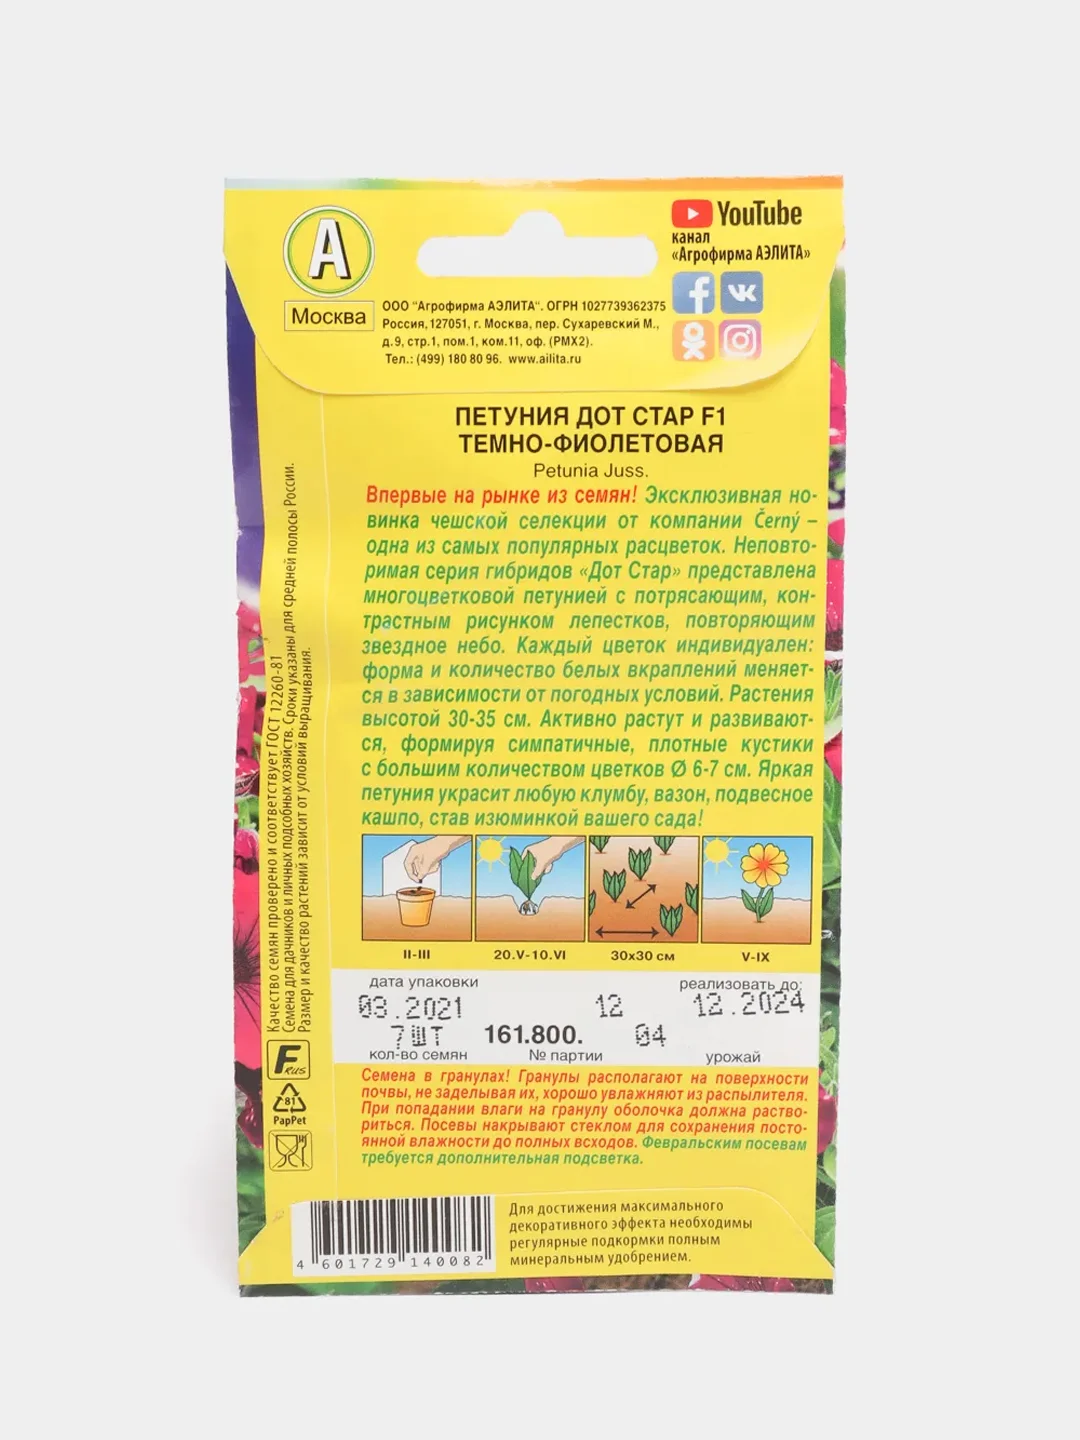 А
Москва
YouTube
канал
«Агрофирма АЭЛИТА»
ООО "Агрофирма АЭЛИТА". ОГРН 1027739362375
Россия, 127051, г. Москва, пер. Сухаревский М.,
д.9, стр.1, пом.1, ком.11, оф. (РМХ2).
Тел.: (499) 180 80 96. www.ailita.ru
ПЕТУНИЯ ДОТ СТАР F1
ТЕМНО-ФИОЛЕТОВАЯ
Petunia Juss.
Впервые на рынке из семян! Эксклюзивная но-
винка чешской селекции от компании Černý –
одна из самых популярных расцветок. Неповто-
римая серия гибридов «Дот Стар» представлена
многоцветковой петунией с потрясающим, кон-
трастным рисунком лепестков, повторяющим
звездное небо. Каждый цветок индивидуален:
форма и количество белых вкраплений меняет-
ся в зависимости от погодных условий. Растения
высотой 30-35 см. Активно растут и развивают-
ся, формируя симпатичные, плотные кустики
с большим количеством цветков Ø 6-7 см. Яркая
петуния украсит любую клумбу, вазон, подвесное
кашпо, став изюминкой вашего сада!
II-III
20.V-10.VI
30x30 см
V-IX
дата упаковки
реализовать до:
03.2021
12
12.2024
7 ШТ
161.800.
04
кол-во семян
№ партии
урожай
Семена в гранулах! Гранулы располагают на поверхности
почвы, не заделывая их, хорошо увлажняют из распылителя.
При попадании влаги на гранулу оболочка должна раство-
риться. Посевы накрывают стеклом для сохранения посто-
янной влажности до полных всходов. Февральским посевам
требуется дополнительная подсветка.
Качество семян проверено и соответствует ГОСТ 12260-81
Семена для дачников и личных подсобных хозяйств. Сроки указаны для средней полосы России.
Размер и качество растений зависит от условий выращивания.
F RUS
81
PapPet
4 601729 140082
Для достижения максимального
декоративного эффекта необходимы
регулярные подкормки полным
минеральным удобрением.